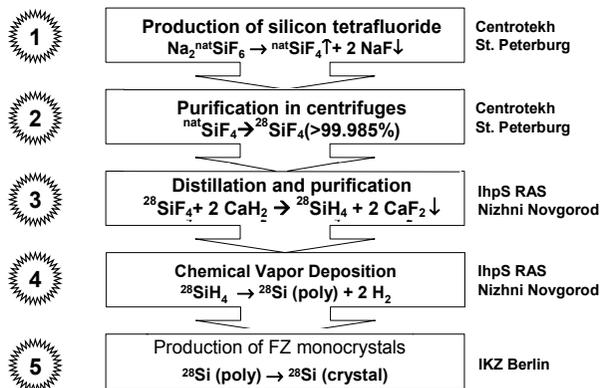 1
Production of silicon tetrafluoride
Na₂ⁿᵃᵗSiF₆ → ⁿᵃᵗSiF₄↑+ 2 NaF↓
Centrotekh
St. Peterburg
2
Purification in centrifuges
ⁿᵃᵗSiF₄→²⁸SiF₄(>99.985%)
Centrotekh
St. Peterburg
3
Distillation and purification
²⁸SiF₄+ 2 CaH₂ → ²⁸SiH₄ + 2 CaF₂↓
IhpS RAS
Nizhni Novgorod
4
Chemical Vapor Deposition
²⁸SiH₄ → ²⁸Si (poly) + 2 H₂
IhpS RAS
Nizhni Novgorod
5
Production of FZ monocrystals
²⁸Si (poly) → ²⁸Si (crystal)
IKZ Berlin